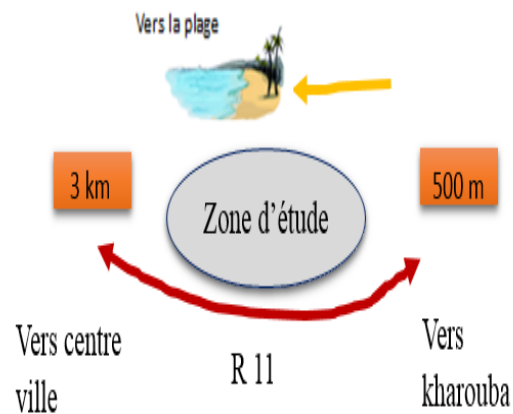 Vers la plage
3 km
Zone d'étude
500 m
Vers centre
ville
R 11
Vers
kharouba